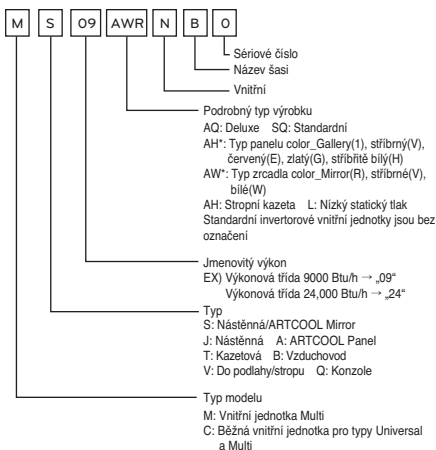 M S 09 AWR N B 0
Sériové číslo
Název šasi
Vnitřní
Podrobný typ výrobku
AQ: Deluxe SQ: Standardní
AH*: Typ panelu color_Gallery(1), stříbrný(V),
červený(E), zlatý(G), stříbřitě bílý(H)
AW*: Typ zrcadla color_Mirror(R), stříbrné(V),
bílé(W)
AH: Stropní kazeta L: Nízký statický tlak
Standardní invertorové vnitřní jednotky jsou bez
označení
Jmenovitý výkon
EX) Výkonová třída 9000 Btu/h → „09“
Výkonová třída 24,000 Btu/h → „24“
Typ
S: Nástěnná/ARTCOOL Mirror
J: Nástěnná A: ARTCOOL Panel
T: Kazetová B: Vzduchovod
V: Do podlahy/stropu Q: Konzole
Typ modelu
M: Vnitřní jednotka Multi
C: Běžná vnitřní jednotka pro typy Universal
a Multi